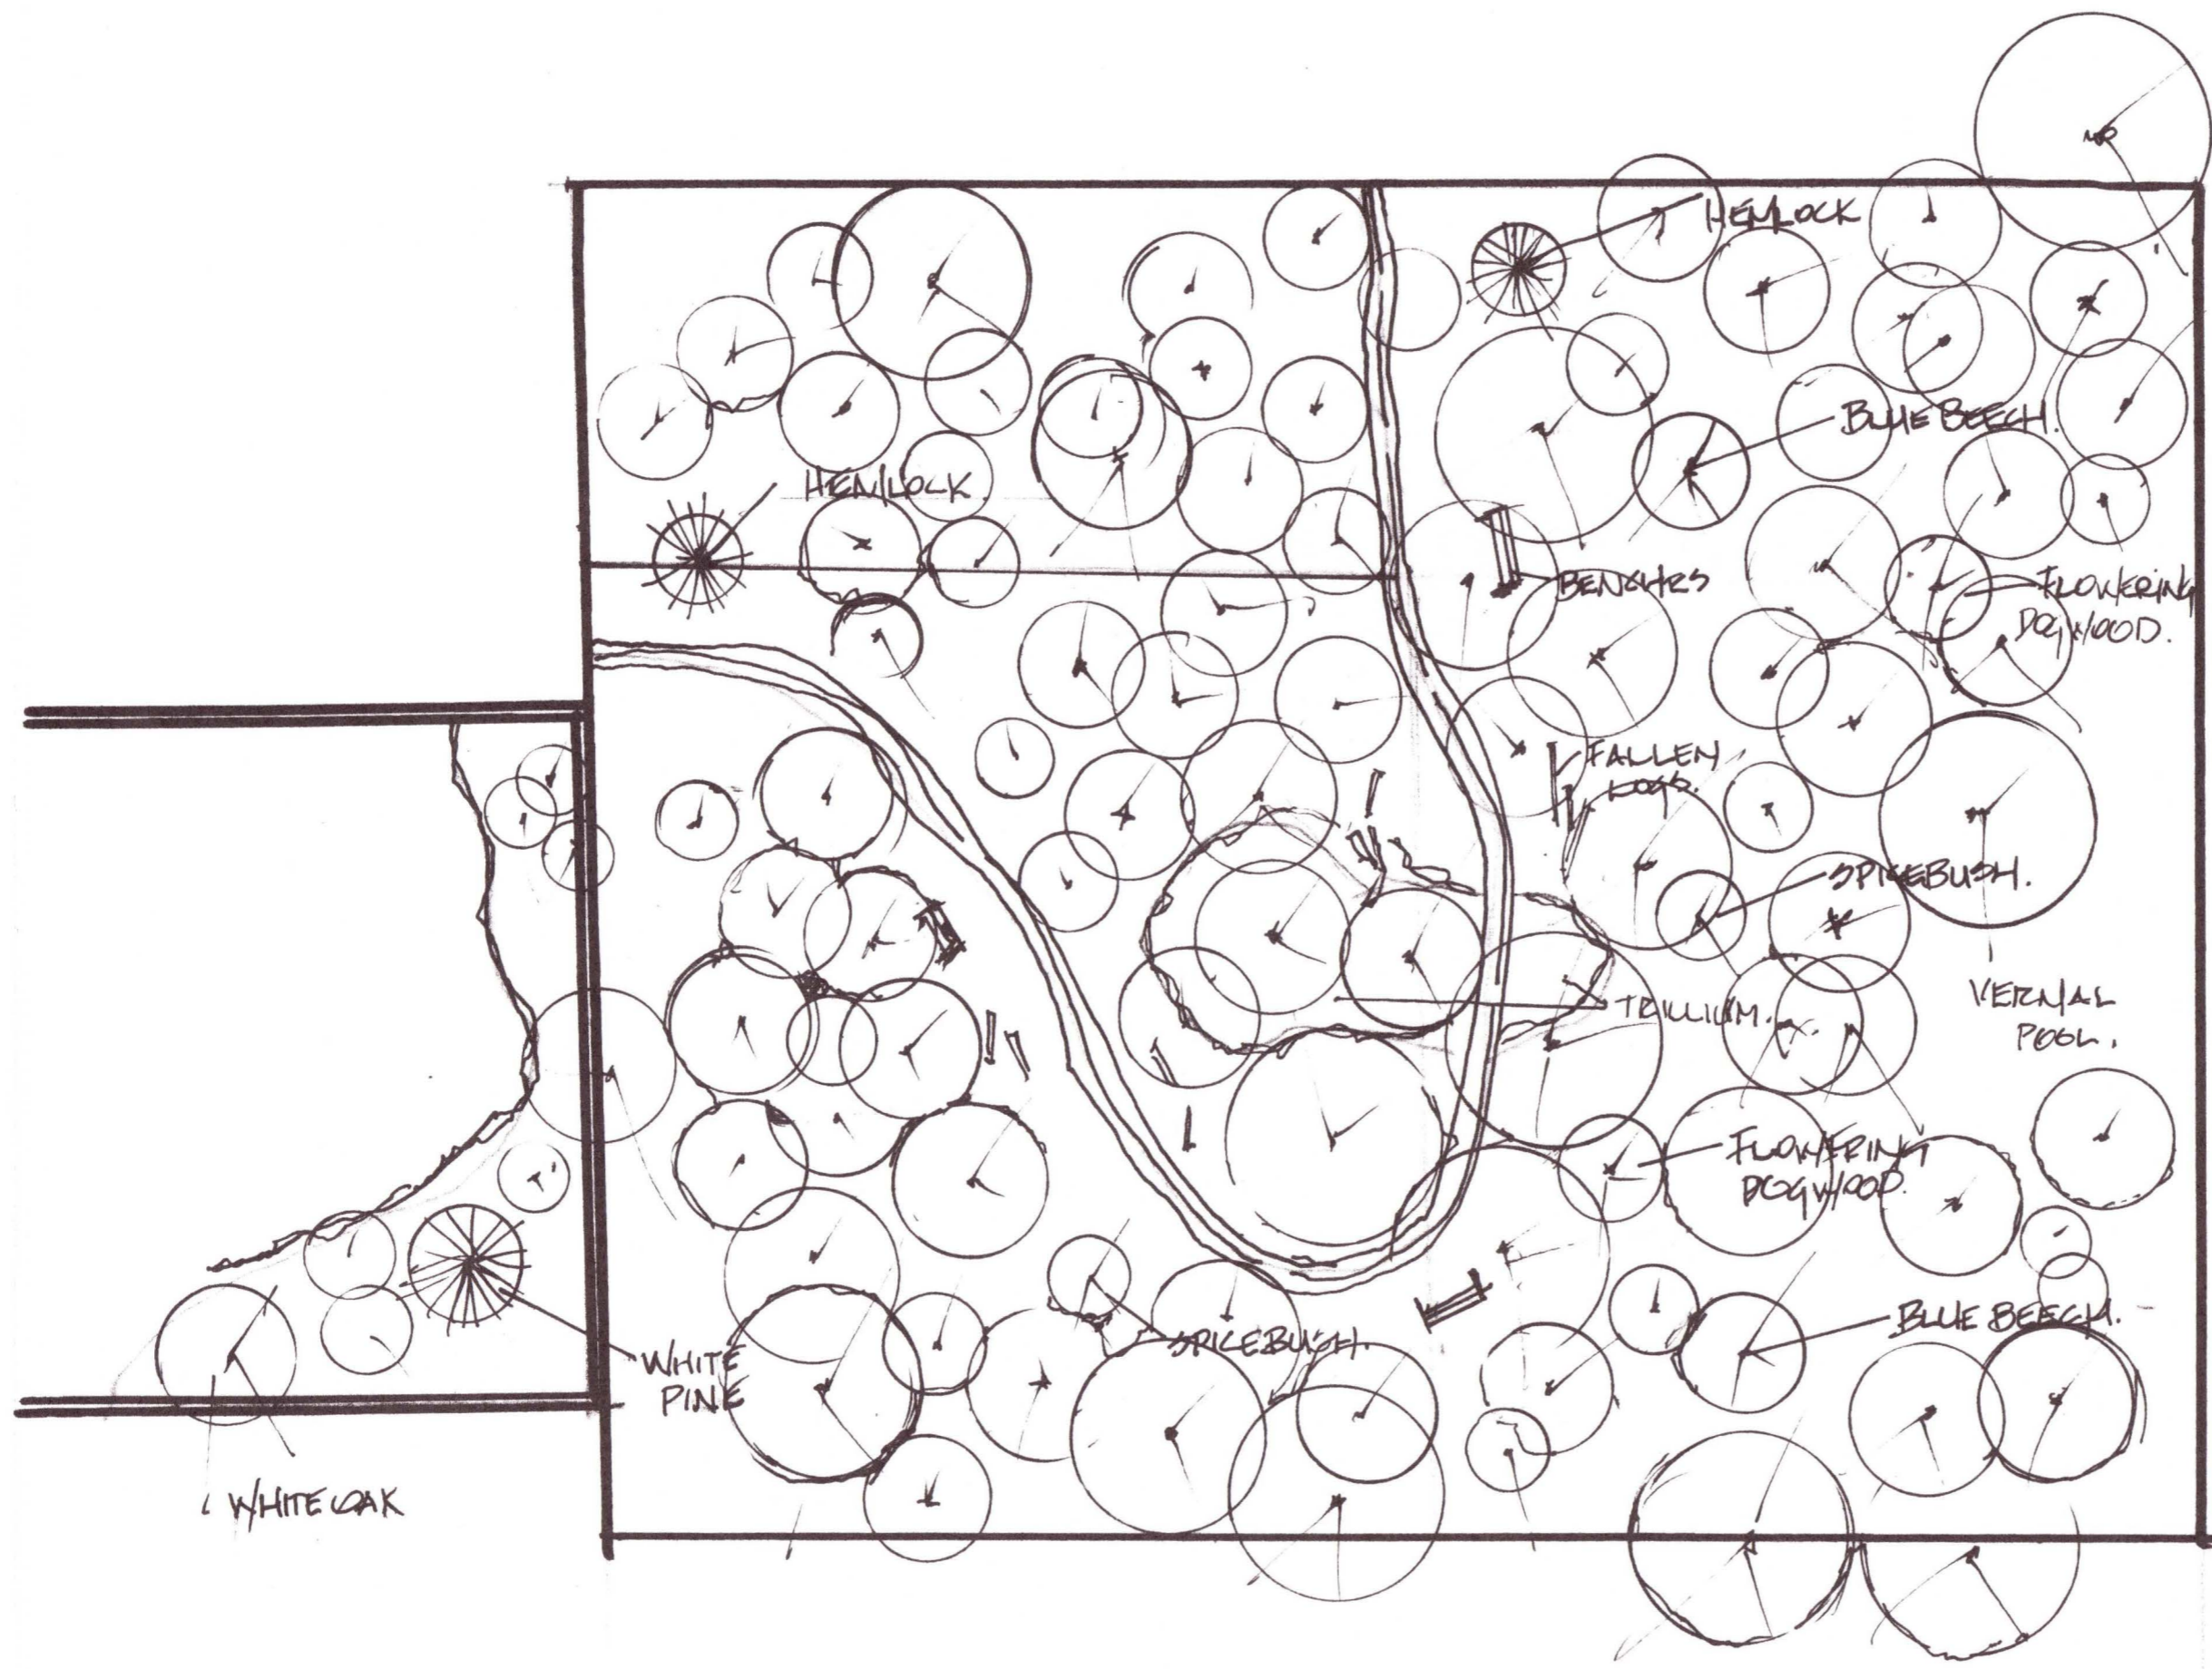 HEMLOCK
BLUE BEECH.
HEMLOCK
BENCHES
FLOWERING
DOGWOOD.
FALLEN
LOGS.
SPICEBUSH.
TRILLIUM.
VERNAL
POOL.
FLOWERING
DOGWOOD.
BLUE BEECH.
SPICEBUSH.
WHITE
PINE
WHITE OAK